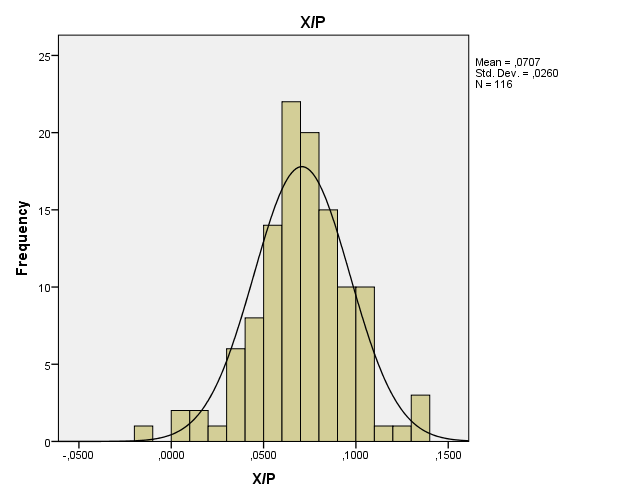 X/P
Mean = ,0707
Std. Dev. = ,0260
N = 116
Frequency
25
20
15
10
5
0
-,0500 ,0000 ,0500 ,1000 ,1500
X/P